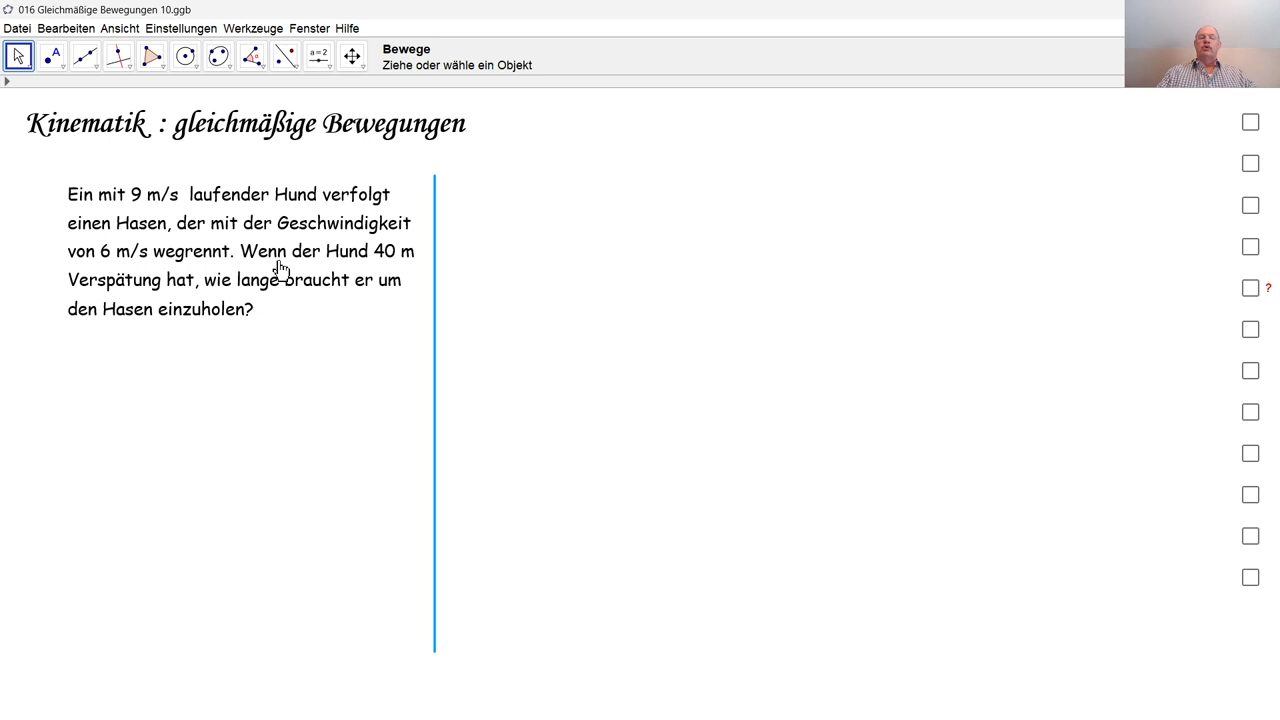 016 Gleichmäßige Bewegungen 10.ggb
Datei Bearbeiten Ansicht Einstellungen Werkzeuge Fenster Hilfe
A
a=2
Bewege
Ziehe oder wähle ein Objekt
Kinematik : gleichmäßige Bewegungen
Ein mit 9 m/s laufender Hund verfolgt
einen Hasen, der mit der Geschwindigkeit
von 6 m/s wegrennt. Wenn der Hund 40 m
Verspätung hat, wie lange braucht er um
den Hasen einzuholen?
?